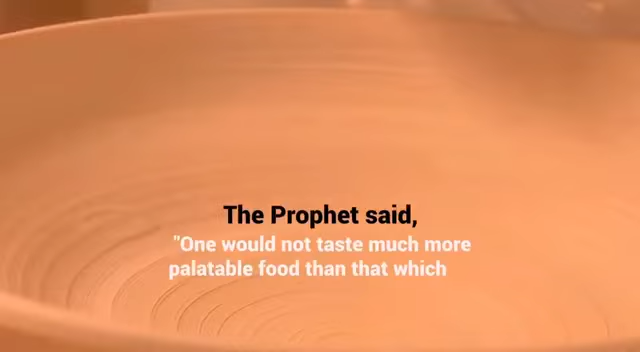 The Prophet said,
"One would not taste much more
palatable food than that which